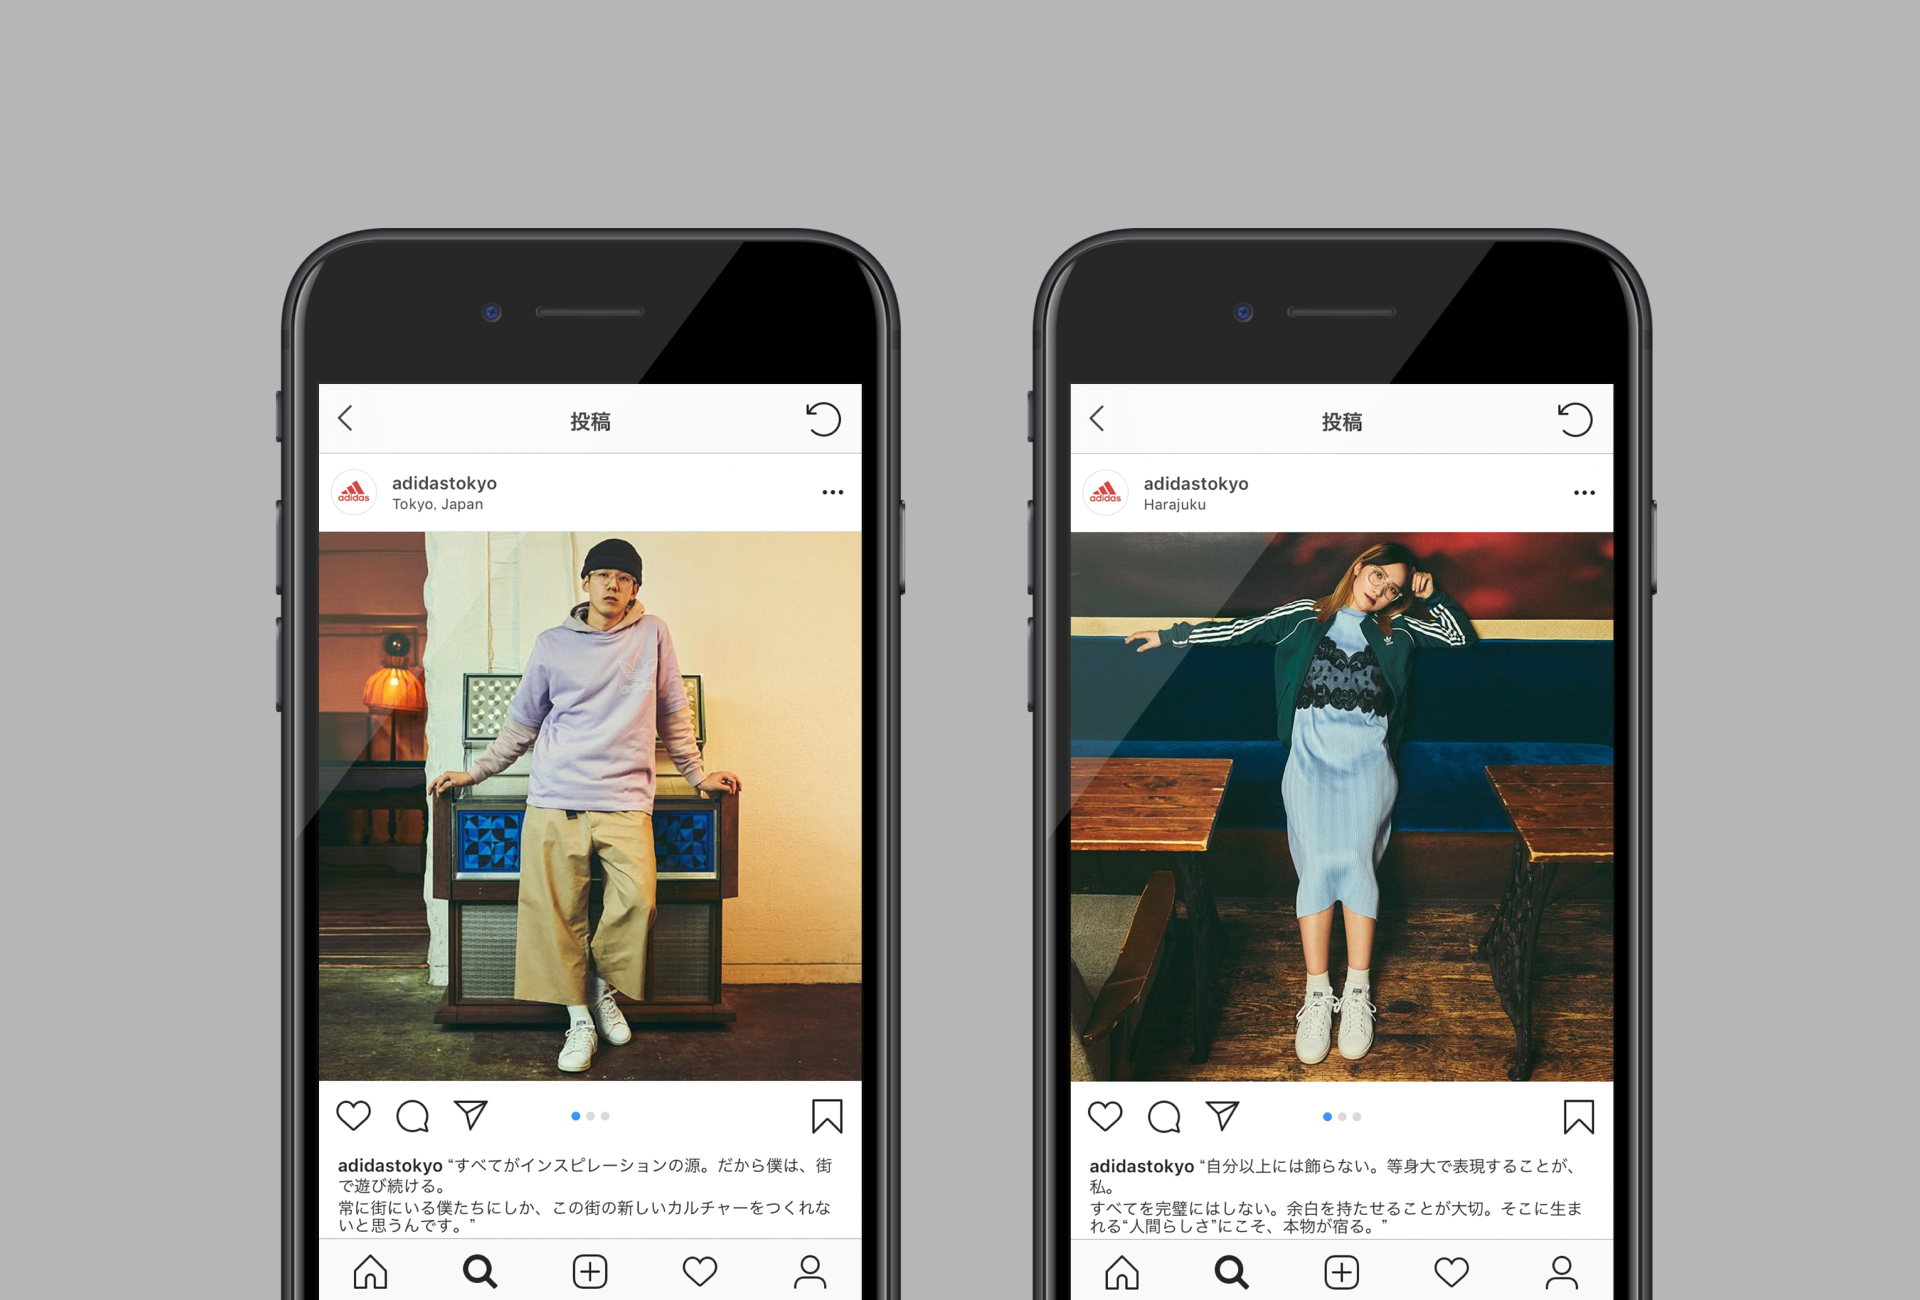 投稿
adidas
adidastokyo
Tokyo, Japan
adidastokyo “すべてがインスピレーションの源。だから僕は、街
で遊び続ける。
常に街にいる僕たちにしか、この街の新しいカルチャーをつくれな
いと思うんです。”
投稿
adidas
adidastokyo
Harajuku
adidastokyo “自分以上には飾らない。等身大で表現することが、
私。
すべてを完璧にはしない。余白を持たせることが大切。そこに生ま
れる“人間らしさ”にこそ、本物が宿る。”